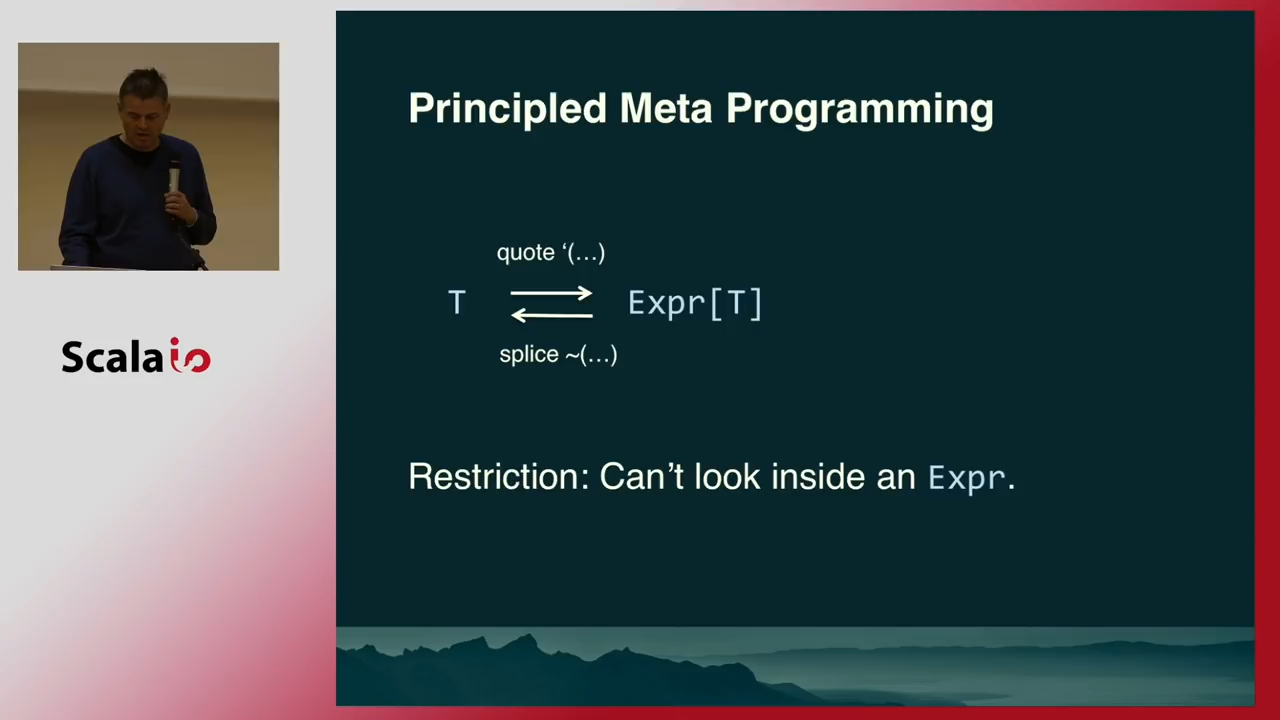 Principled Meta Programming
quote ‘(…)
T
Expr[T]
splice ~(…)
Scala io
Restriction: Can’t look inside an Expr.